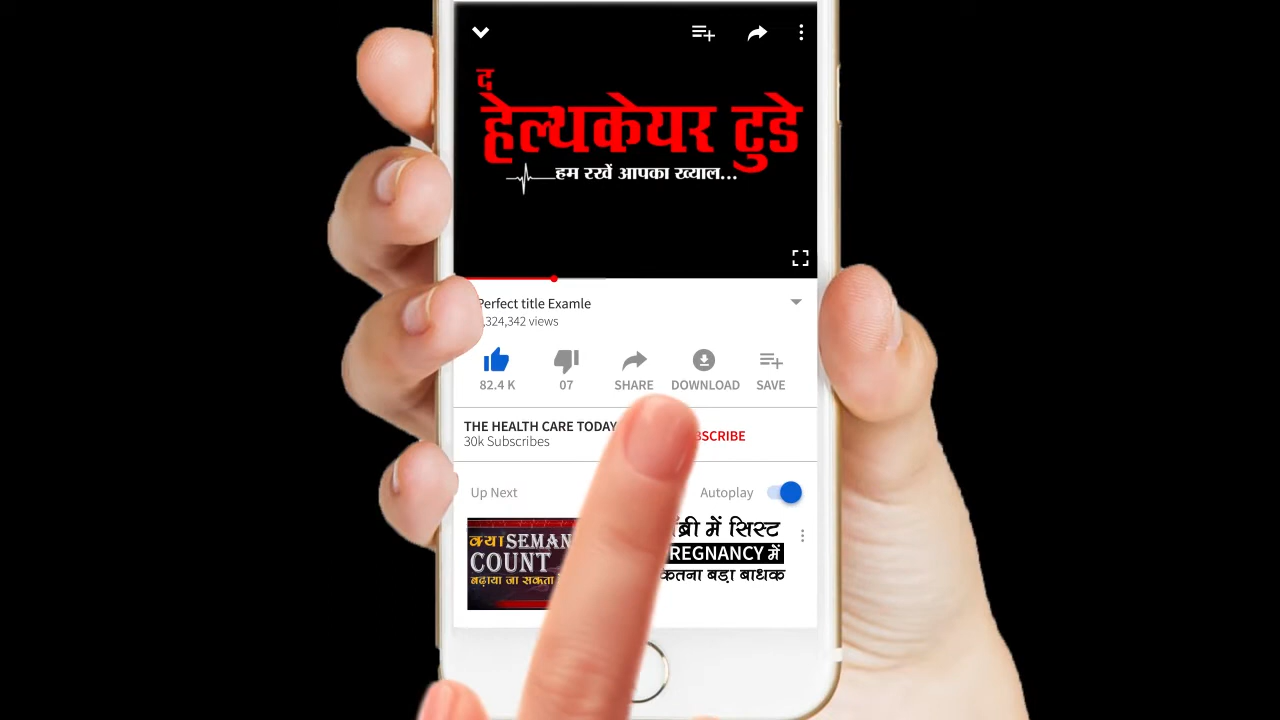 द
हेल्थकेयर टुडे
हम रखें आपका ख्याल...
Perfect title Examle
,324,342 views
82.4 K
07
SHARE
DOWNLOAD
SAVE
THE HEALTH CARE TODAY
BSCRIBE
30k Subscribes
Up Next
Autoplay
क्या SEMAN
COUNT
बढ़ाया जा सकता
में सिस्ट
REGNANCY में
बड़ा बाधक